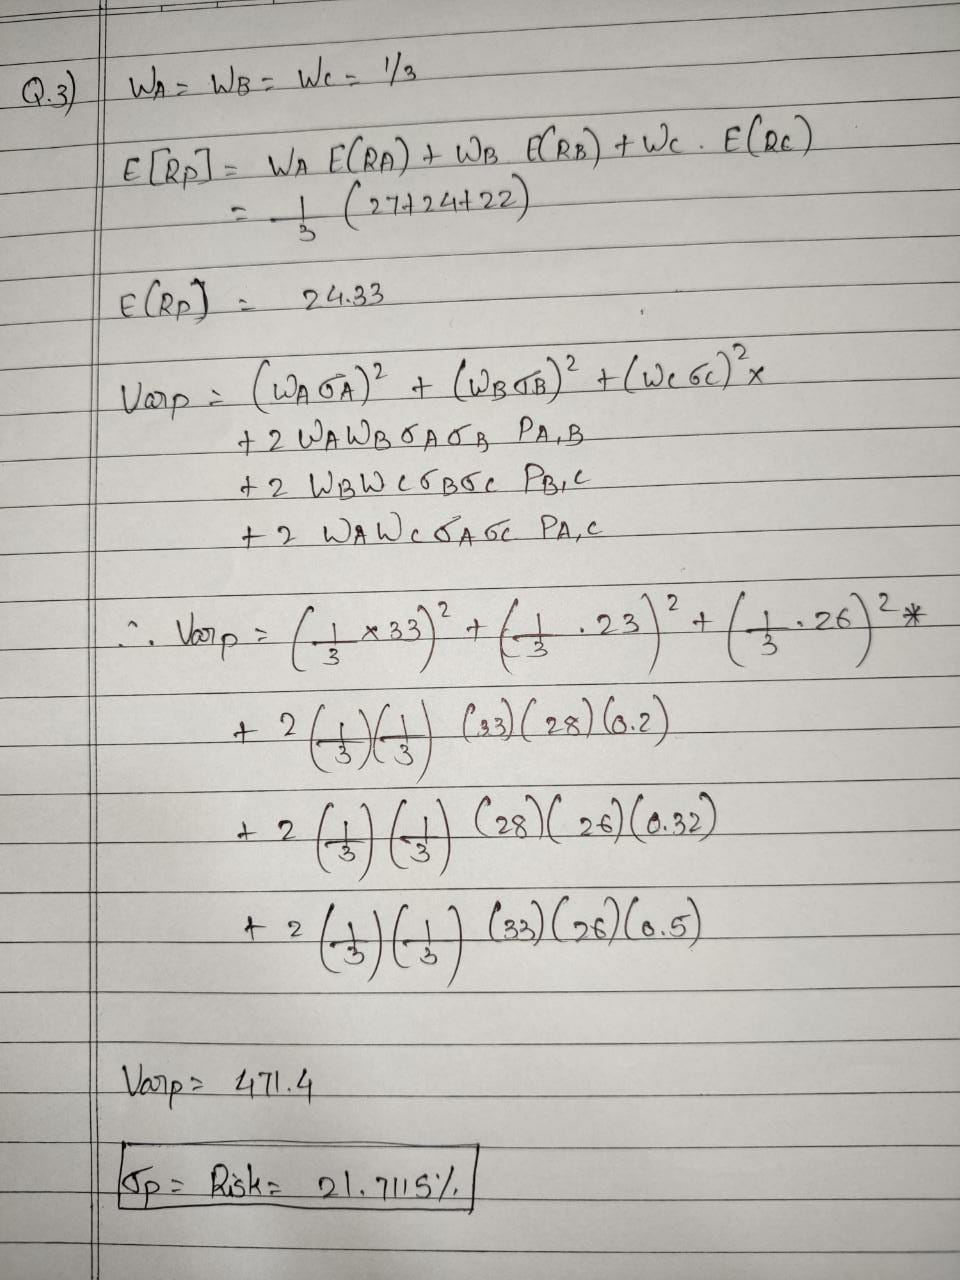 Q.3) WA = WB = WC = 1/3
E[RP] = WA E(RA) + WB E(RB) + WC . E(RC)
= 1/3 (27+24+22)
E(RP] = 24.33
Varp = (WA σA)² + (WB σB)² + (WC σC)² x
+ 2 WA WB σA σB PA,B
+ 2 WB WC σB σC PB,C
+ 2 WA WC σA σC PA,C
∴ Varp = (1/3 x 33)² + (1/3 . 23)² + (1/3 . 26)² *
+ 2 (1/3)(1/3) (33)(28)(0.2)
+ 2 (1/3)(1/3) (28)(26)(0.32)
+ 2 (1/3)(1/3) (33)(26)(0.5)
Varp = 471.4
σp = Risk = 21.7115%.